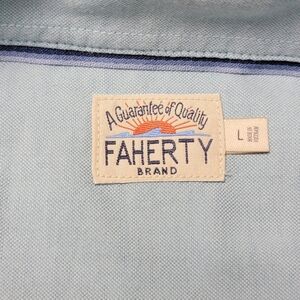 A Guarantee of Quality
FAHERTY
BRAND
L